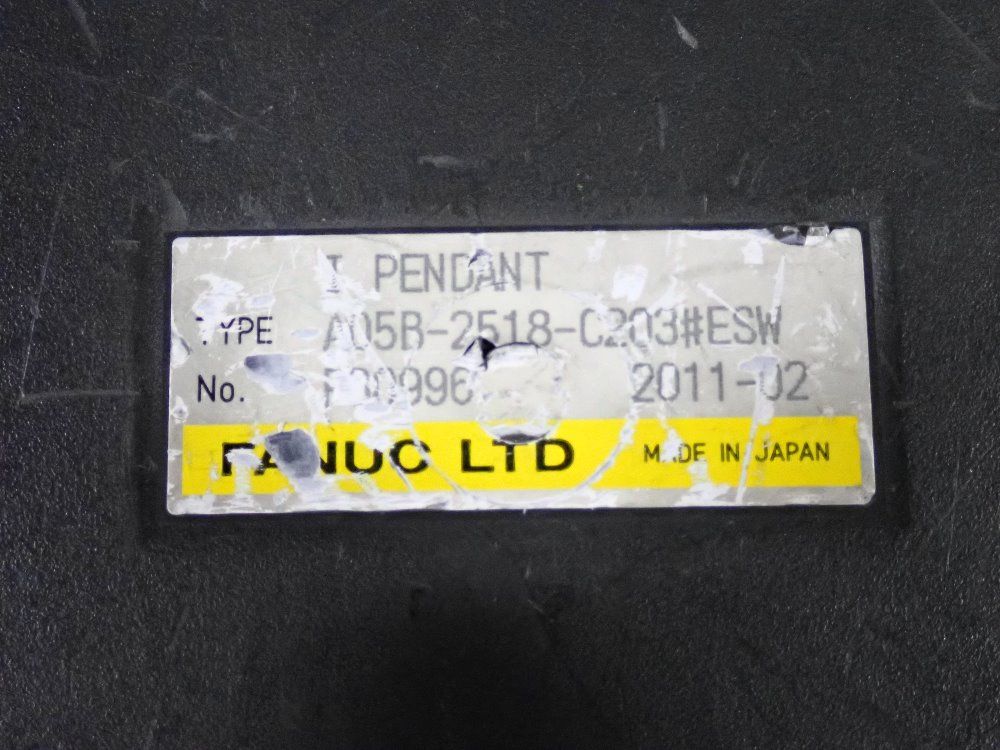 I PENDANT
TYPE A05B-2518-C203#ESW
No. 2011-02
FANUC LTD MADE IN JAPAN